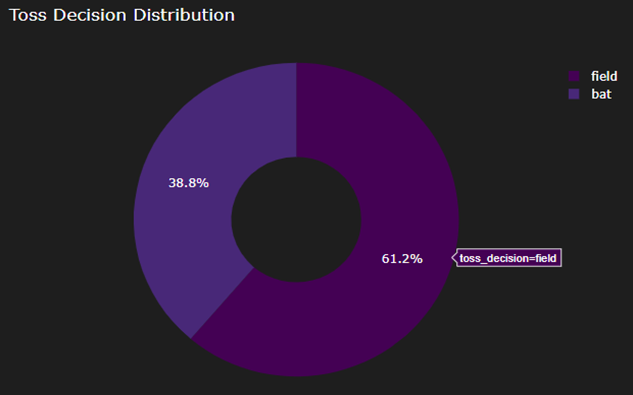 Toss Decision Distribution
field
bat
38.8%
61.2%
toss_decision=field